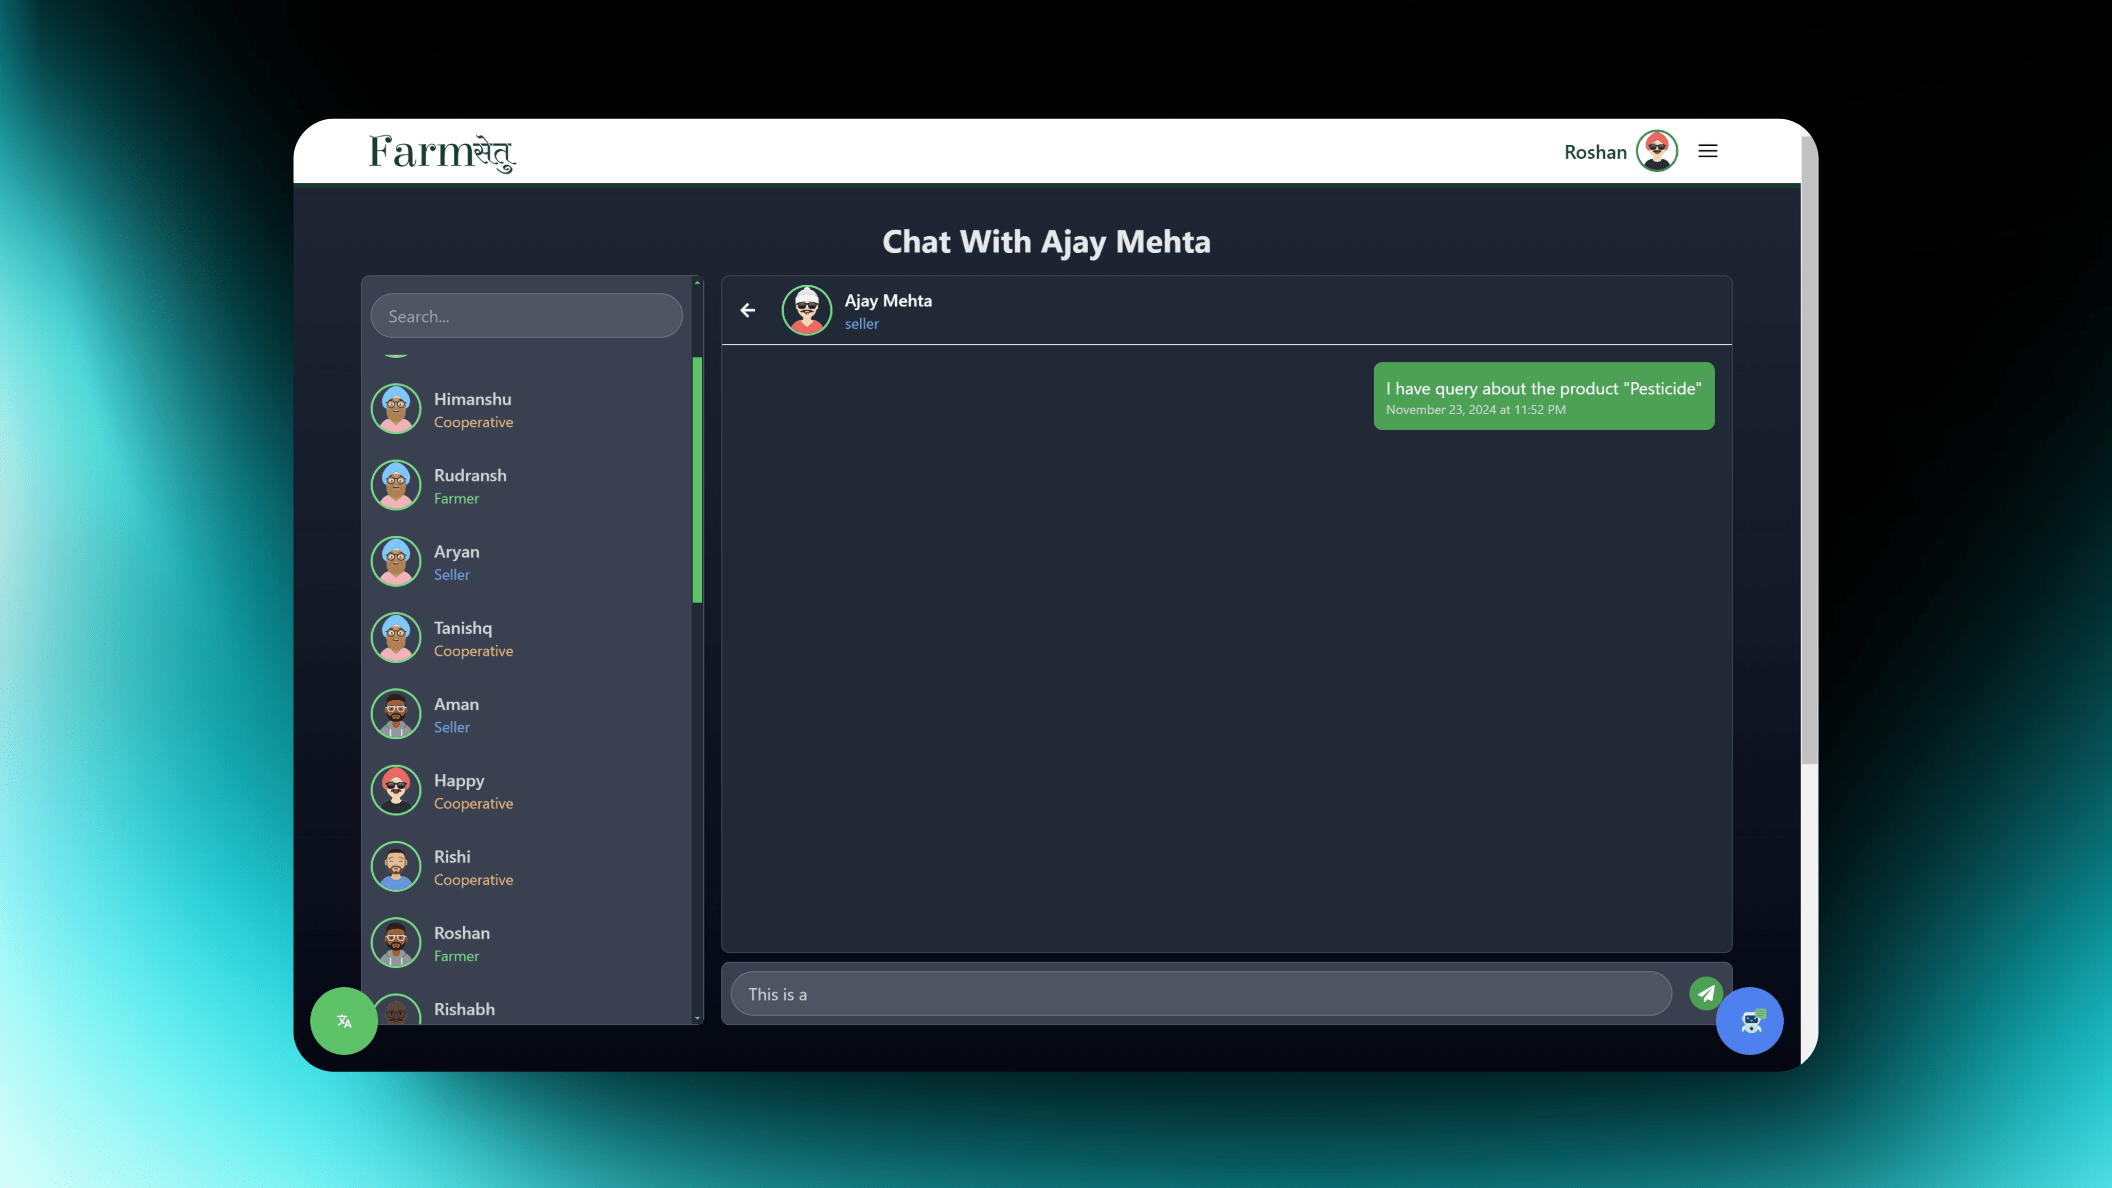 Farmसेतु
Roshan
Chat With Ajay Mehta
Search...
Himanshu
Cooperative
Rudransh
Farmer
Aryan
Seller
Tanishq
Cooperative
Aman
Seller
Happy
Cooperative
Rishi
Cooperative
Roshan
Farmer
Rishabh
Ajay Mehta
seller
I have query about the product "Pesticide"
November 23, 2024 at 11:52 PM
This is a